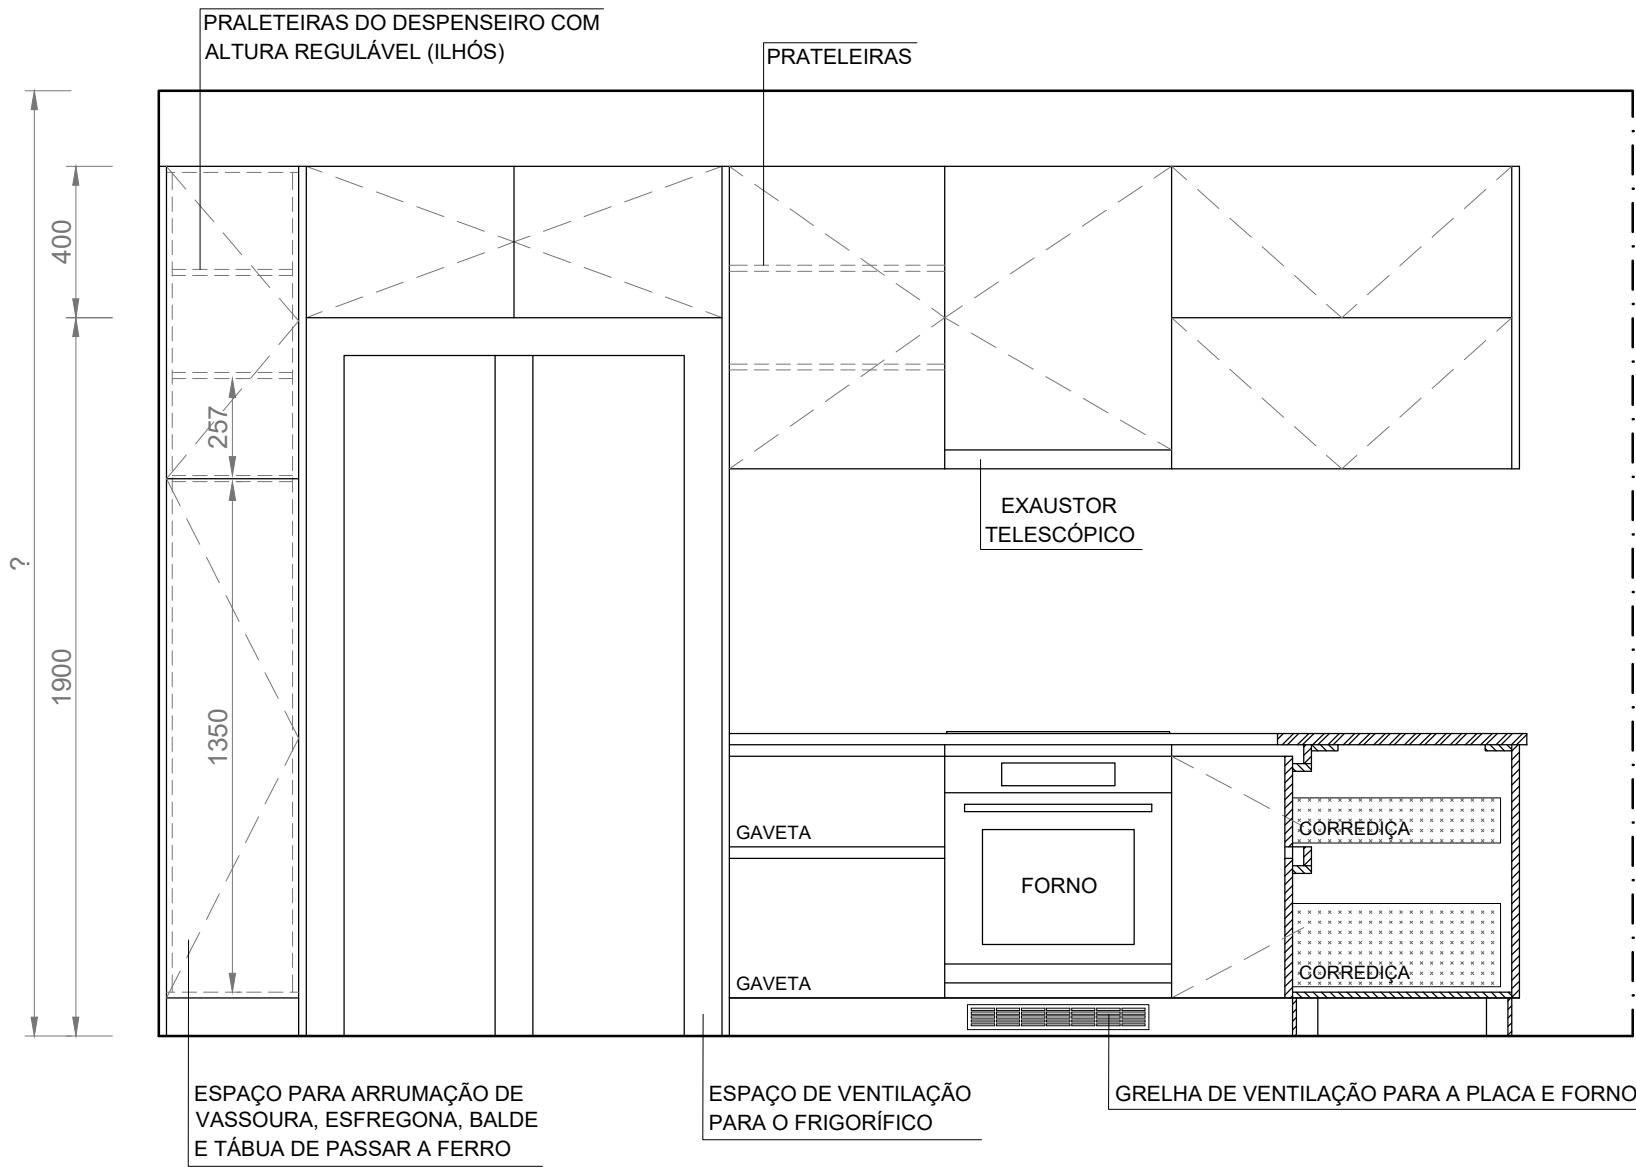 PRALETEIRAS DO DESPENSEIRO COM
ALTURA REGULÁVEL (ILHÓS)
PRATELEIRAS
400
257
EXAUSTOR
TELESCÓPICO
?
1900
1350
GAVETA
CORREDIÇA
FORNO
GAVETA
CORREDIÇA
ESPAÇO PARA ARRUMAÇÃO DE
VASSOURA, ESFREGONA, BALDE
E TÁBUA DE PASSAR A FERRO
ESPAÇO DE VENTILAÇÃO
PARA O FRIGORÍFICO
GRELHA DE VENTILAÇÃO PARA A PLACA E FORNO